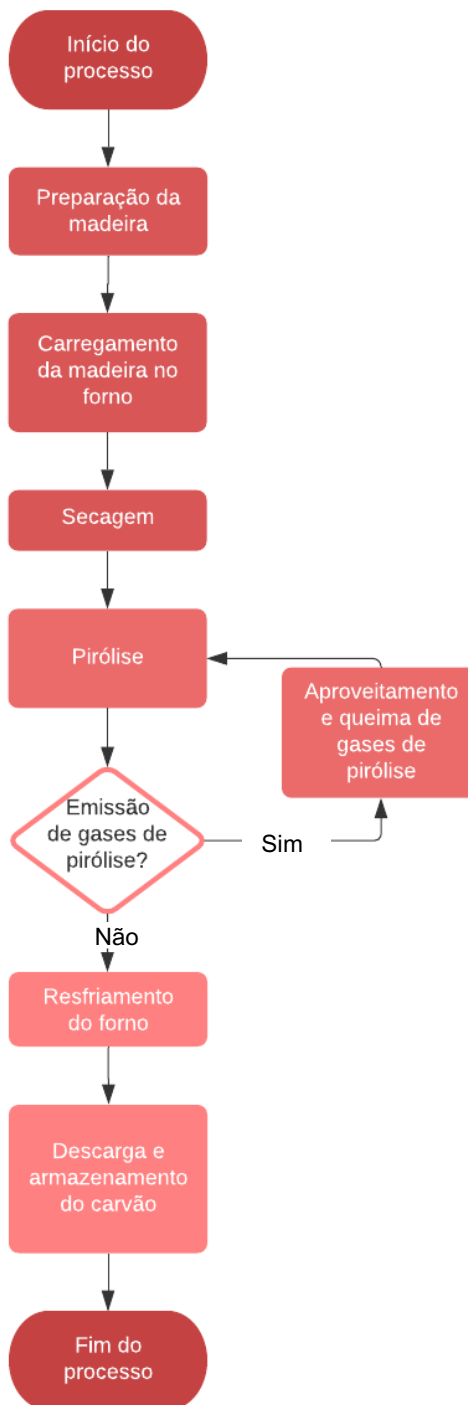 Início do
processo
Preparação da
madeira
Carregamento
da madeira no
forno
Secagem
Pirólise
Aproveitamento
e queima de
gases de
pirólise
Emissão
de gases de
pirólise?
Sim
Não
Resfriamento
do forno
Descarga e
armazenamento
do carvão
Fim do
processo